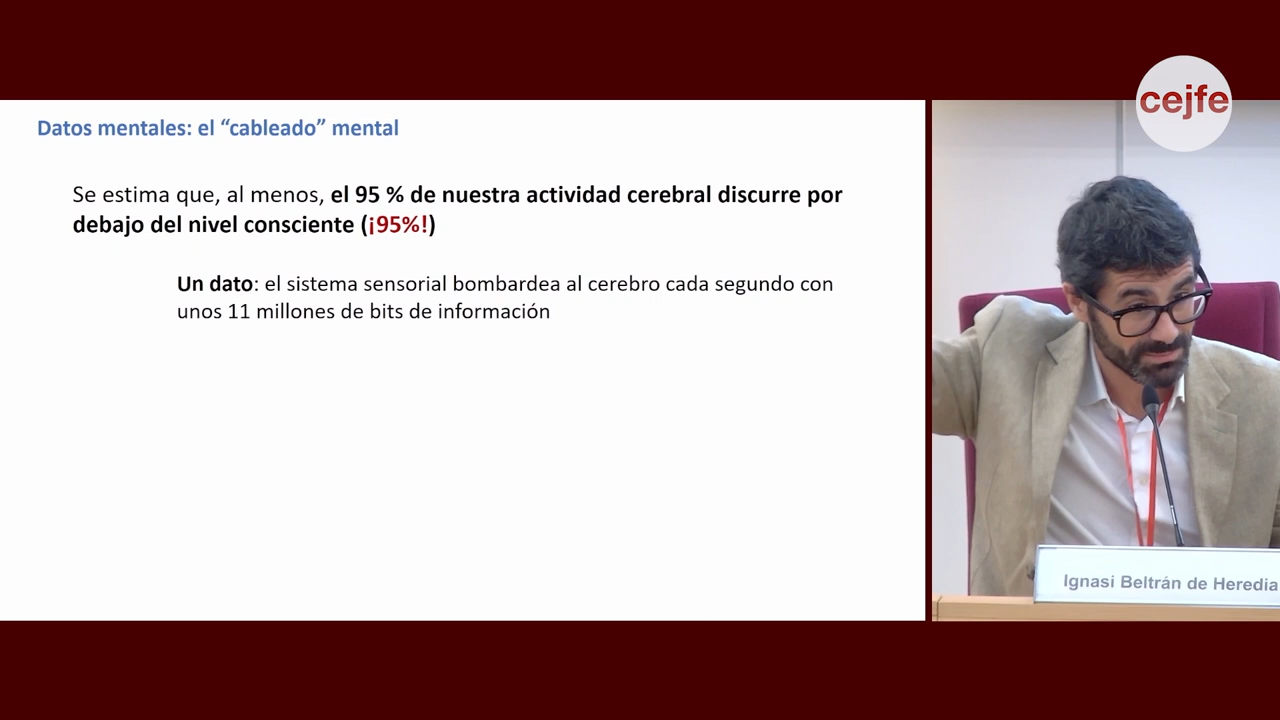 cejfe
Datos mentales: el “cableado” mental
Se estima que, al menos, el 95 % de nuestra actividad cerebral discurre por
debajo del nivel consciente (¡95%!)
Un dato: el sistema sensorial bombardea al cerebro cada segundo con
unos 11 millones de bits de información
Ignasi Beltrán de Heredia